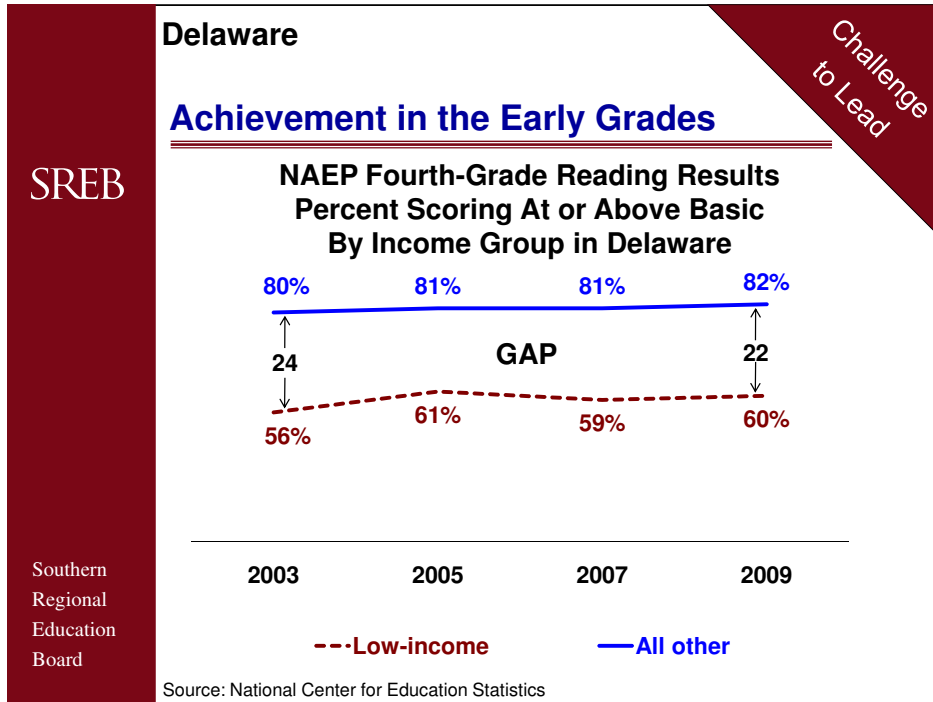 Delaware
Challenge
to Lead
Achievement in the Early Grades
SREB
NAEP Fourth-Grade Reading Results
Percent Scoring At or Above Basic
By Income Group in Delaware
80% 81% 81% 82%
24 GAP 22
56% 61% 59% 60%
2003 2005 2007 2009
Low-income All other
Southern
Regional
Education
Board
Source: National Center for Education Statistics